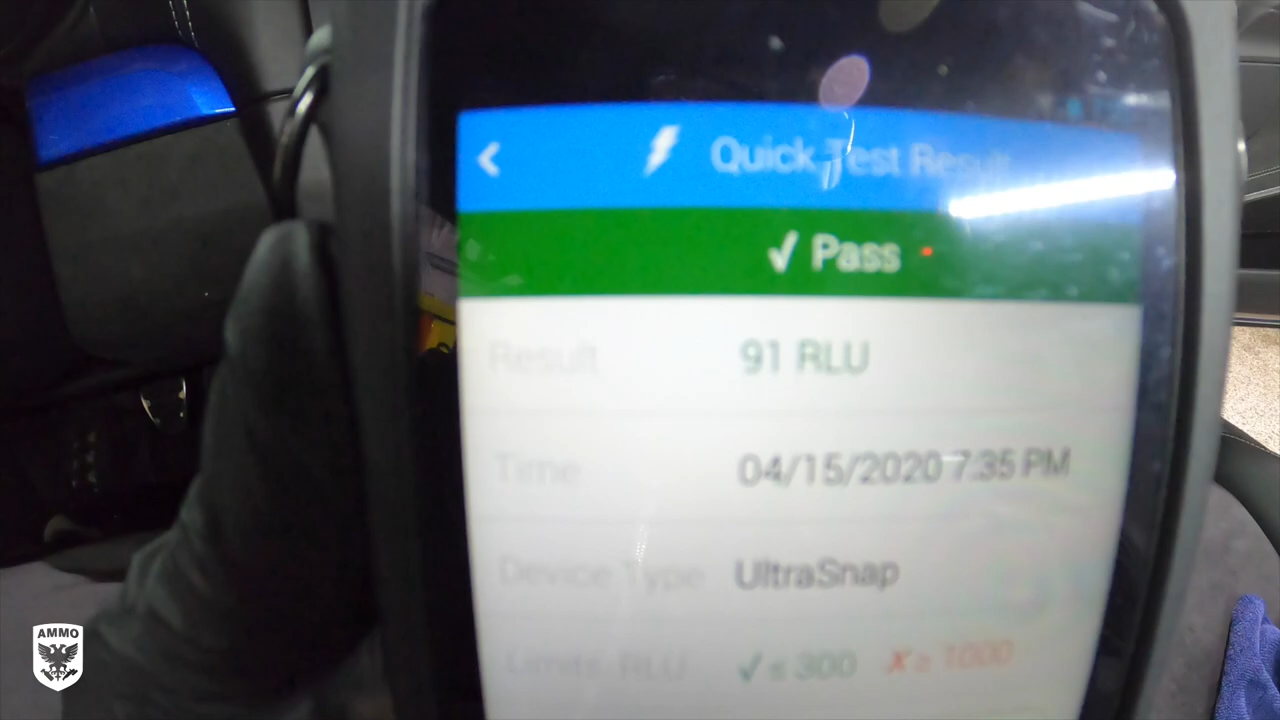 Quick Test Result
√ Pass
Result 91 RLU
Time 04/15/2020 7:35 PM
Device Type UltraSnap
Limits RLU √ ≤ 300 X ≥ 1000
AMMO